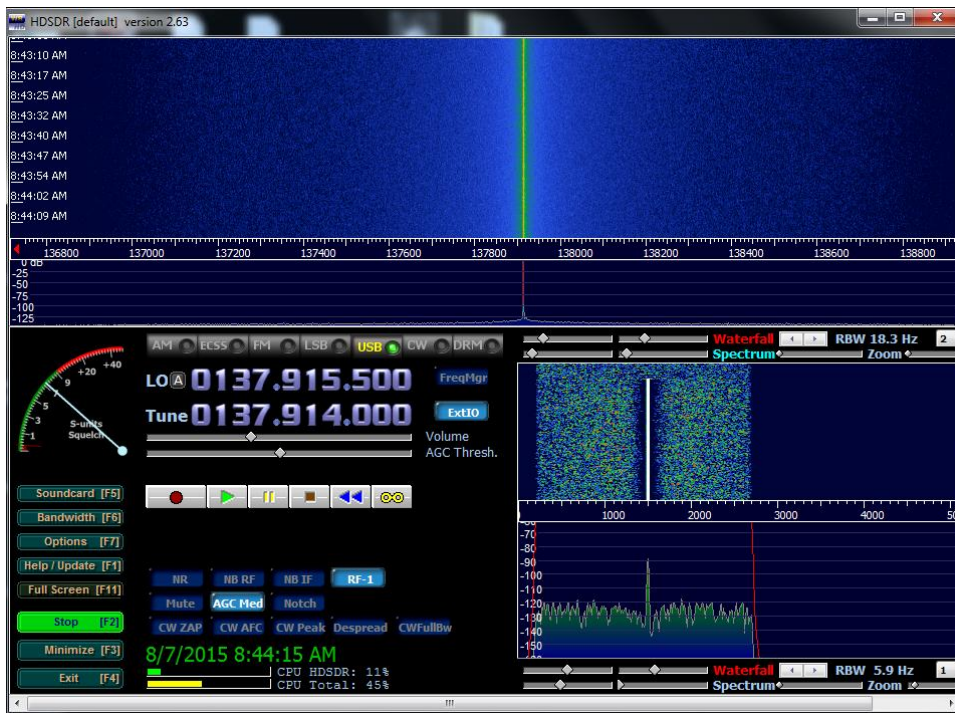 HDSDR [default] version 2.63
8:43:10 AM
8:43:17 AM
8:43:25 AM
8:43:32 AM
8:43:40 AM
8:43:47 AM
8:43:54 AM
8:44:02 AM
8:44:09 AM
136800 137000 137200 137400 137600 137800 138000 138200 138400 138600 138800
0 dB
-25
-50
-75
-100
-125
AM ECSS FM LSB USB CW DRM
LO A 0137.915.500 FreqMgr
Tune 0137.914.000 ExtIO
Volume
AGC Thresh.
1 3 5 7 9 +20 +40
S-units
Squelch
Waterfall RBW 18.3 Hz 2
Spectrum Zoom
1000 2000 3000 4000
-70
-80
-90
-100
-110
-120
-130
-140
-150
Soundcard [F5]
Bandwidth [F6]
Options [F7]
Help / Update [F1]
Full Screen [F11]
Stop [F2]
Minimize [F3]
Exit [F4]
NR NB RF NB IF RF-1
Mute AGC Med Notch
CW ZAP CW AFC CW Peak Despread CWFullBw
8/7/2015 8:44:15 AM
CPU HDSDR: 11%
CPU Total: 45%
Waterfall RBW 5.9 Hz 1
Spectrum Zoom